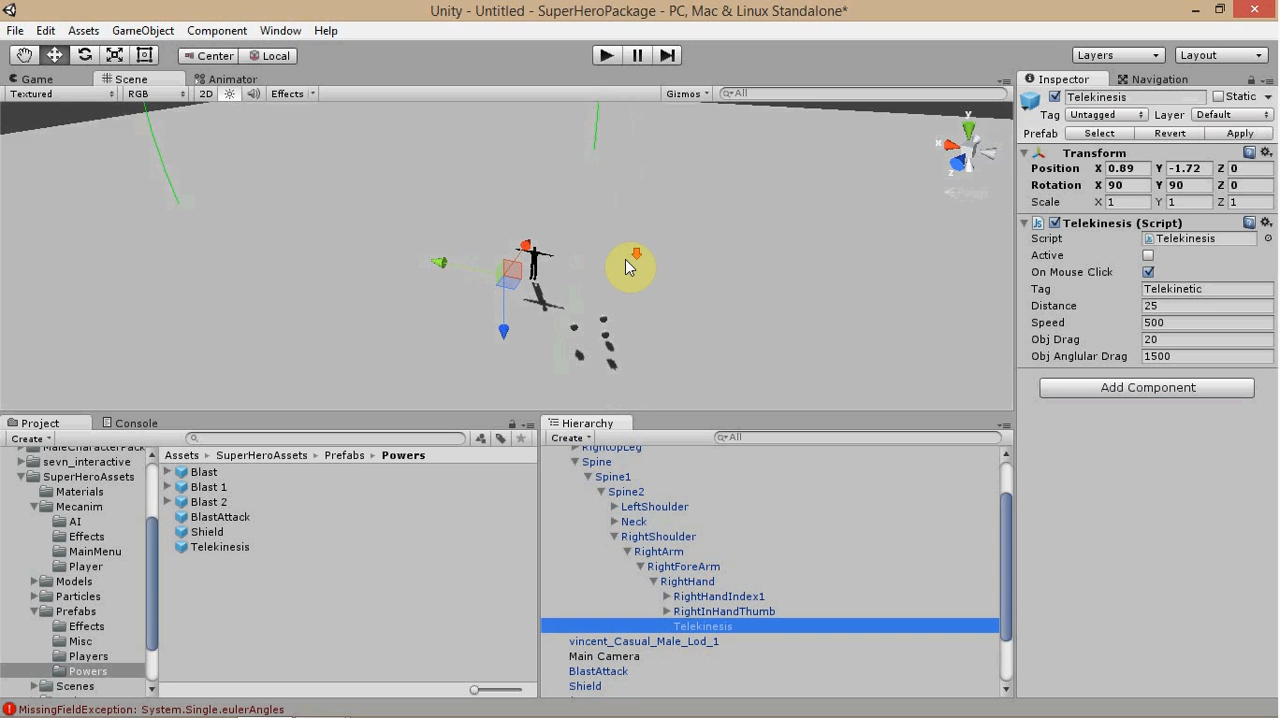 Unity - Untitled - SuperHeroPackage - PC, Mac & Linux Standalone*
File Edit Assets GameObject Component Window Help
Center Local Layers Layout
Game Scene Animator
Textured RGB 2D Effects Gizmos All
Y
X
Z
Persp
Inspector Navigation
Telekinesis Static
Tag Untagged Layer Default
Prefab Select Revert Apply
Transform
Position X 0.89 Y -1.72 Z 0
Rotation X 90 Y 90 Z 0
Scale X 1 Y 1 Z 1
Telekinesis (Script)
Script Telekinesis
Active
On Mouse Click
Tag Telekinetic
Distance 25
Speed 500
Obj Drag 20
Obj Anglular Drag 1500
Add Component
Project Console
Create
MaleCharacterPack
sevn_interactive
SuperHeroAssets
Materials
Mecanim
AI
Effects
MainMenu
Player
Models
Particles
Prefabs
Effects
Misc
Players
Powers
Scenes
Assets SuperHeroAssets Prefabs Powers
Blast
Blast 1
Blast 2
BlastAttack
Shield
Telekinesis
Hierarchy
Create All
RightUpLeg
Spine
Spine1
Spine2
LeftShoulder
Neck
RightShoulder
RightArm
RightForeArm
RightHand
RightHandIndex1
RightInHandThumb
Telekinesis
vincent_Casual_Male_Lod_1
Main Camera
BlastAttack
Shield
MissingFieldException: System.Single.eulerAngles